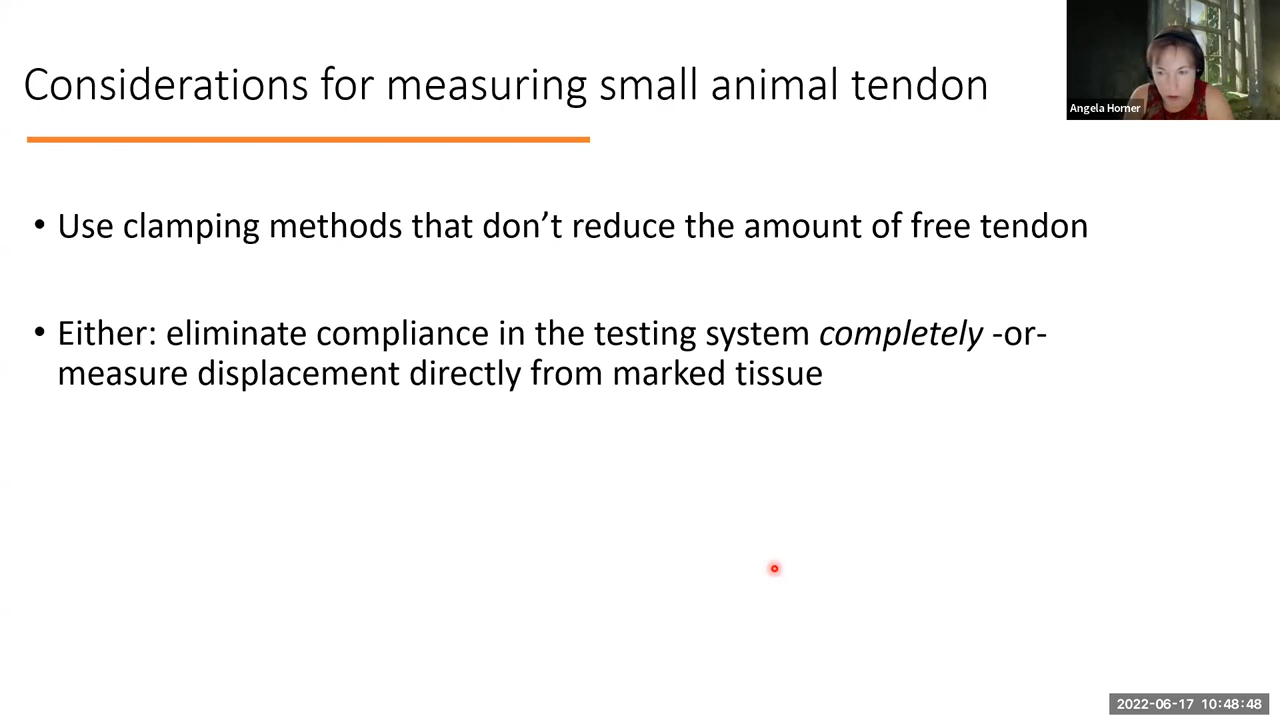 Considerations for measuring small animal tendon
Angela Horner
• Use clamping methods that don’t reduce the amount of free tendon
• Either: eliminate compliance in the testing system completely -or-
measure displacement directly from marked tissue
2022-06-17 10:48:48